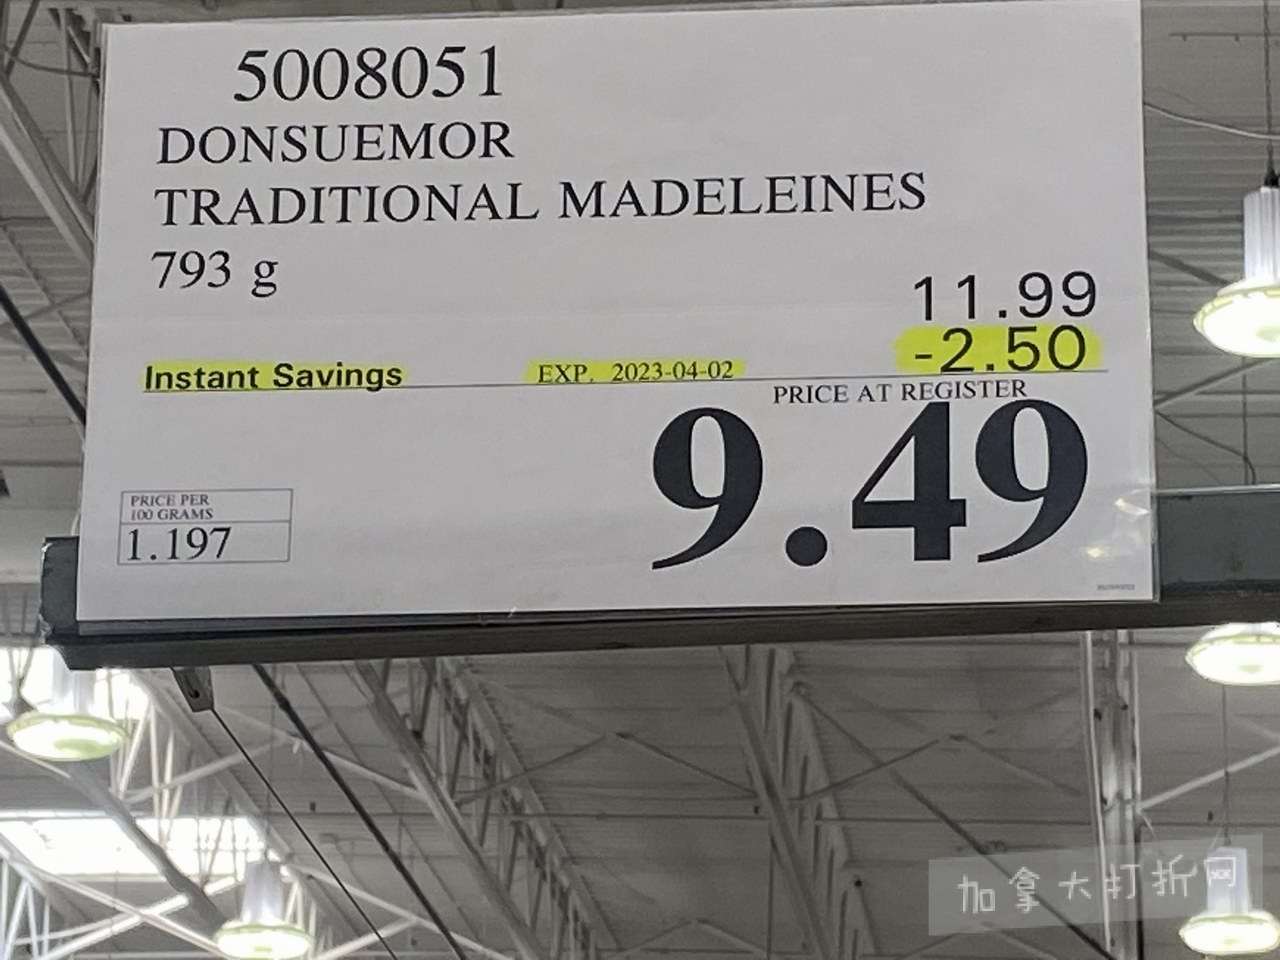 5008051
DONSUEMOR
TRADITIONAL MADELEINES
793 g
11.99
-2.50
Instant Savings EXP. 2023-04-02
PRICE AT REGISTER
9.49
PRICE PER
100 GRAMS
1.197
加拿大打折网